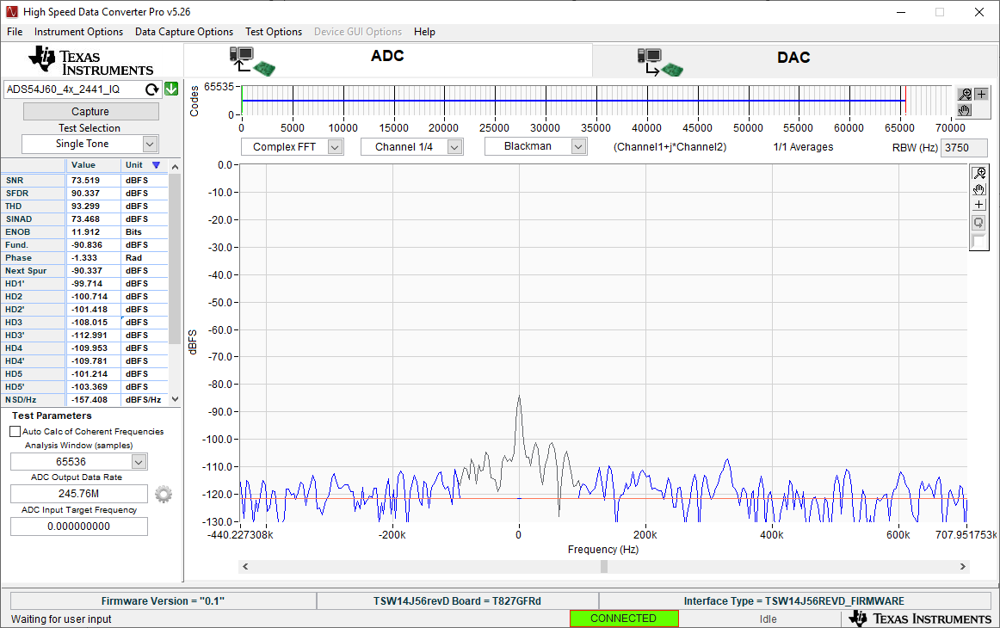 High Speed Data Converter Pro v5.26
File Instrument Options Data Capture Options Test Options Device GUI Options Help
TEXAS INSTRUMENTS
ADC
DAC
ADS54J60_4x_2441_IQ
Capture
Test Selection
Single Tone
Codes
65535
0
0 5000 10000 15000 20000 25000 30000 35000 40000 45000 50000 55000 60000 65000 70000
Complex FFT Channel 1/4 Blackman (Channel1+j*Channel2) 1/1 Averages RBW (Hz) 3750
Value Unit
SNR 73.519 dBFS
SFDR 90.337 dBFS
THD 93.299 dBFS
SINAD 73.468 dBFS
ENOB 11.912 Bits
Fund. -90.836 dBFS
Phase -1.333 Rad
Next Spur -90.337 dBFS
HD1' -99.714 dBFS
HD2 -100.714 dBFS
HD2' -101.418 dBFS
HD3 -108.015 dBFS
HD3' -112.991 dBFS
HD4 -109.953 dBFS
HD4' -109.781 dBFS
HD5 -101.214 dBFS
HD5' -103.369 dBFS
NSD/Hz -157.408 dBFS/Hz
Test Parameters
Auto Calc of Coherent Frequencies
Analysis Window (samples)
65536
ADC Output Data Rate
245.76M
ADC Input Target Frequency
0.000000000
dBFS
0.0
-10.0
-20.0
-30.0
-40.0
-50.0
-60.0
-70.0
-80.0
-90.0
-100.0
-110.0
-120.0
-130.0
-440.227308k -200k 0 200k 400k 600k 707.951753k
Frequency (Hz)
Firmware Version = "0.1" TSW14J56revD Board = T827GFRd Interface Type = TSW14J56REVD_FIRMWARE
Waiting for user input CONNECTED Idle TEXAS INSTRUMENTS